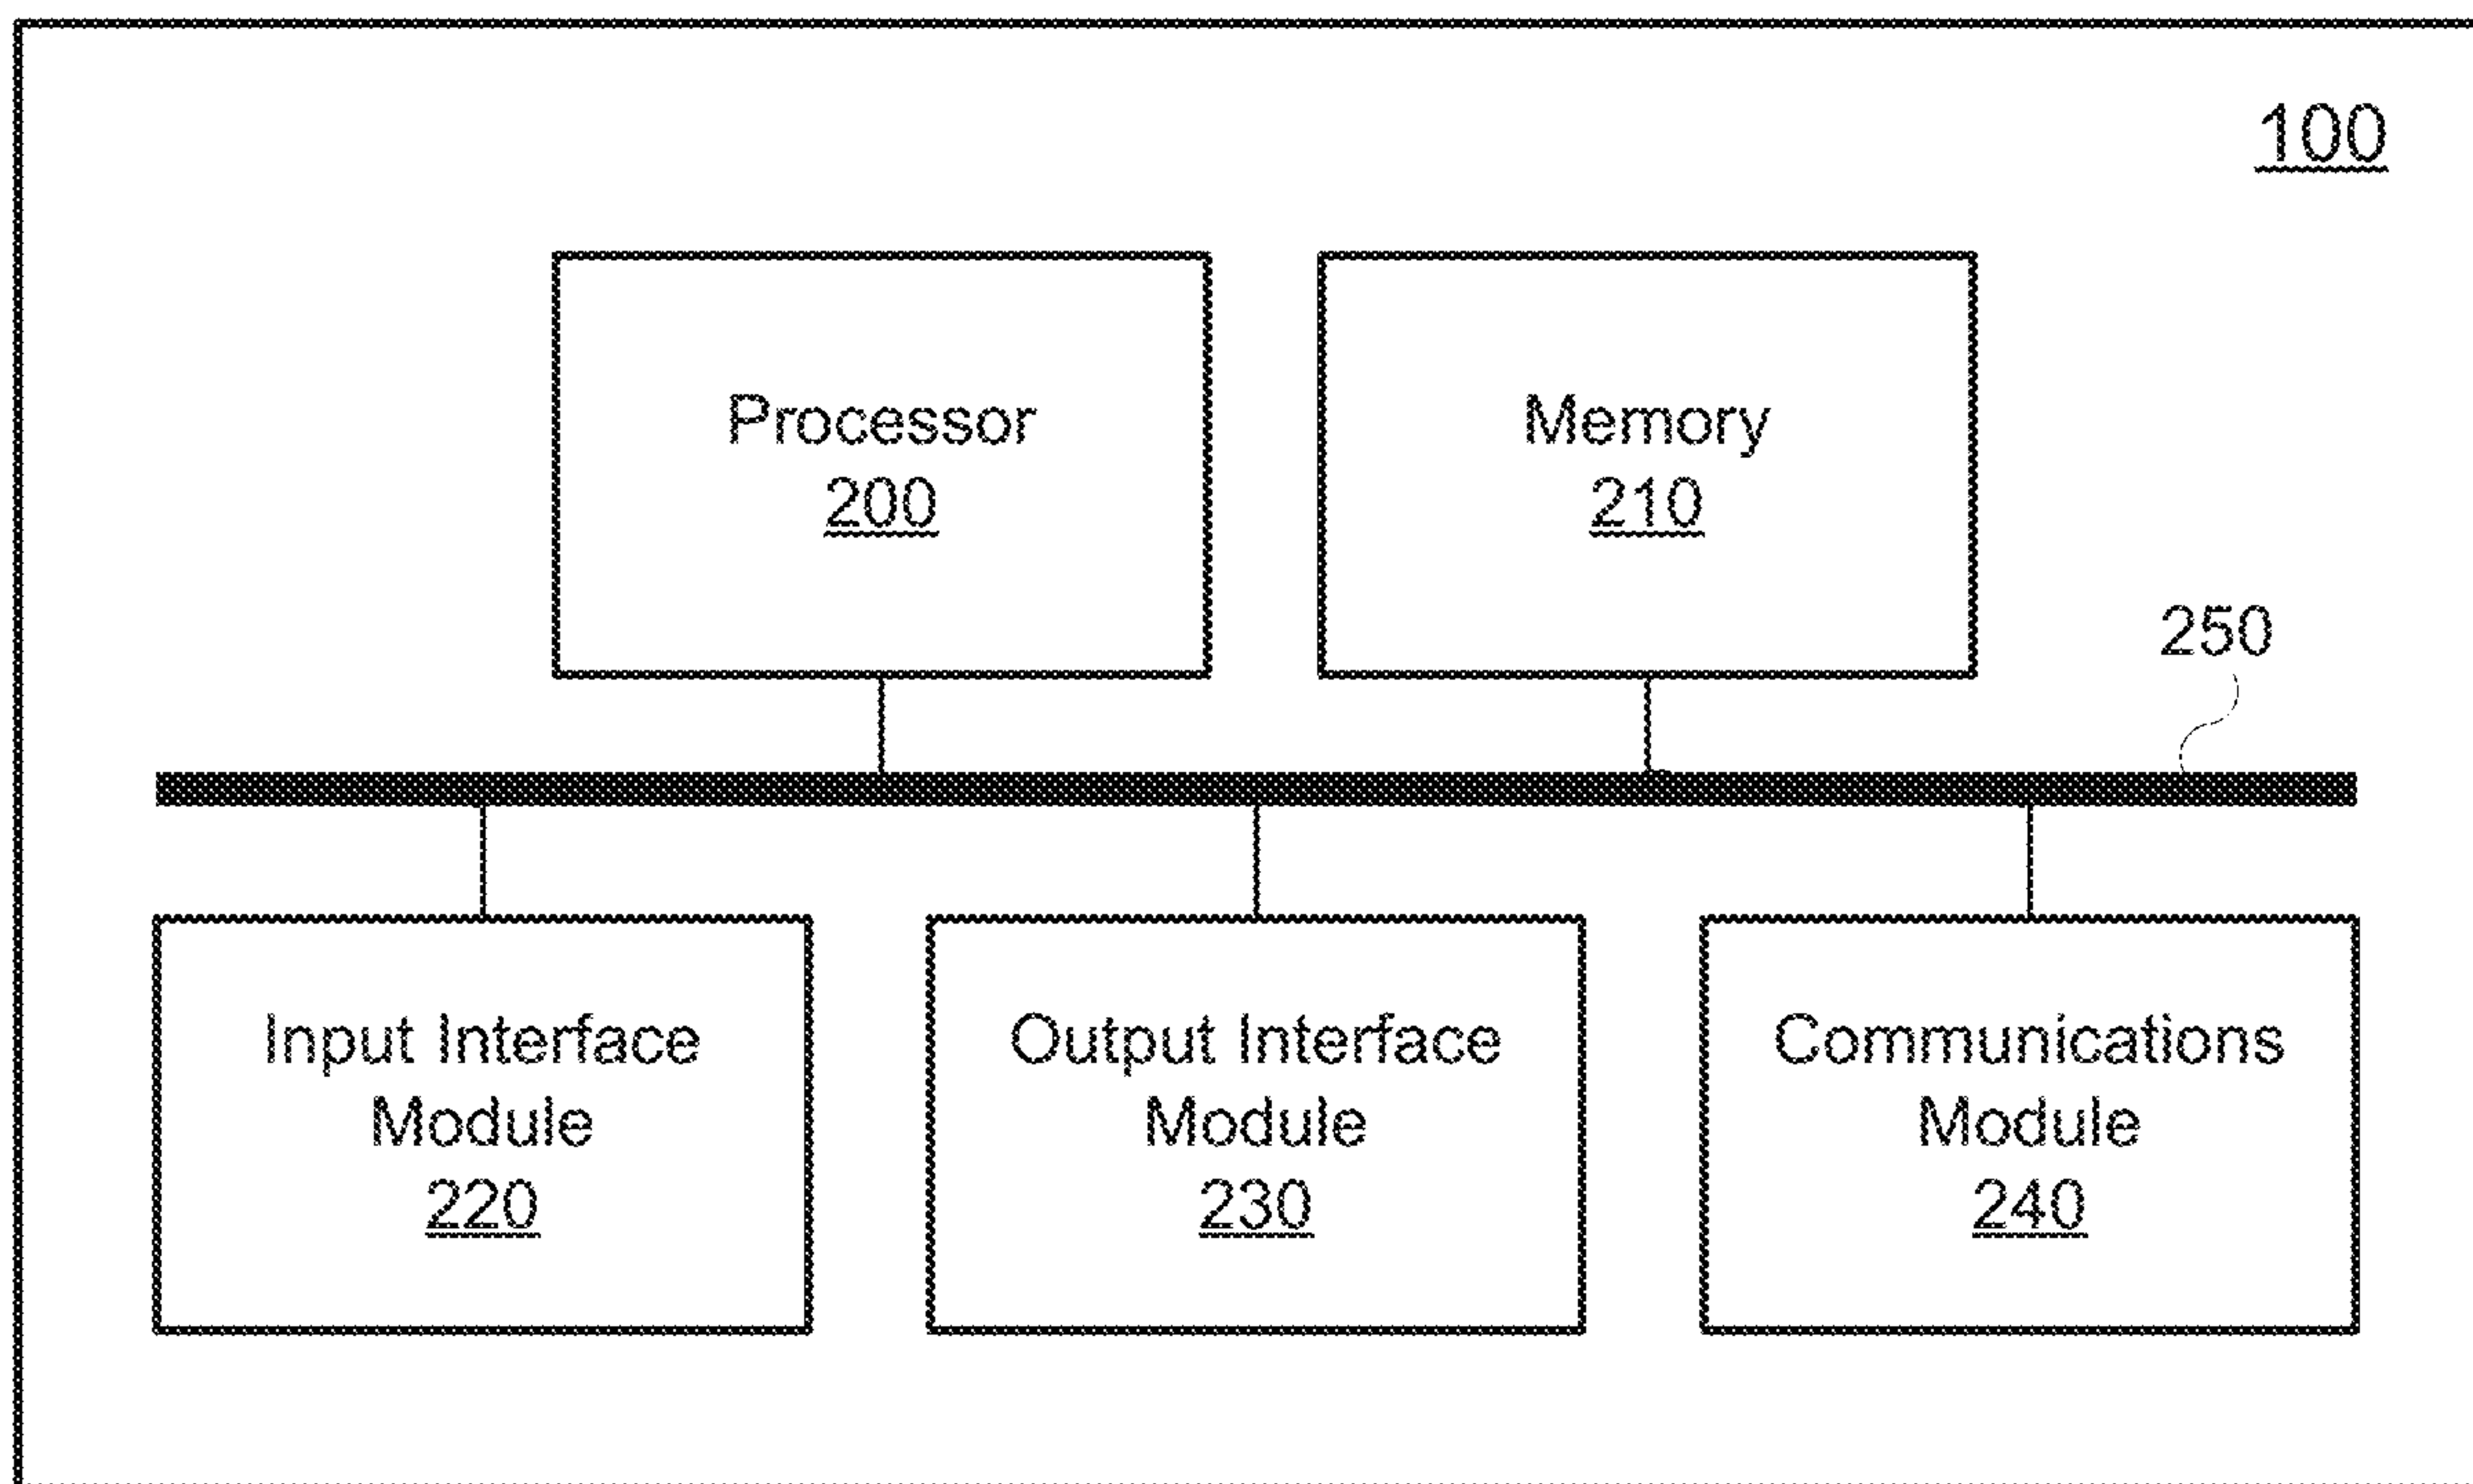 100
Processor
200
Memory
210
250
Input Interface
Module
220
Output Interface
Module
230
Communications
Module
240